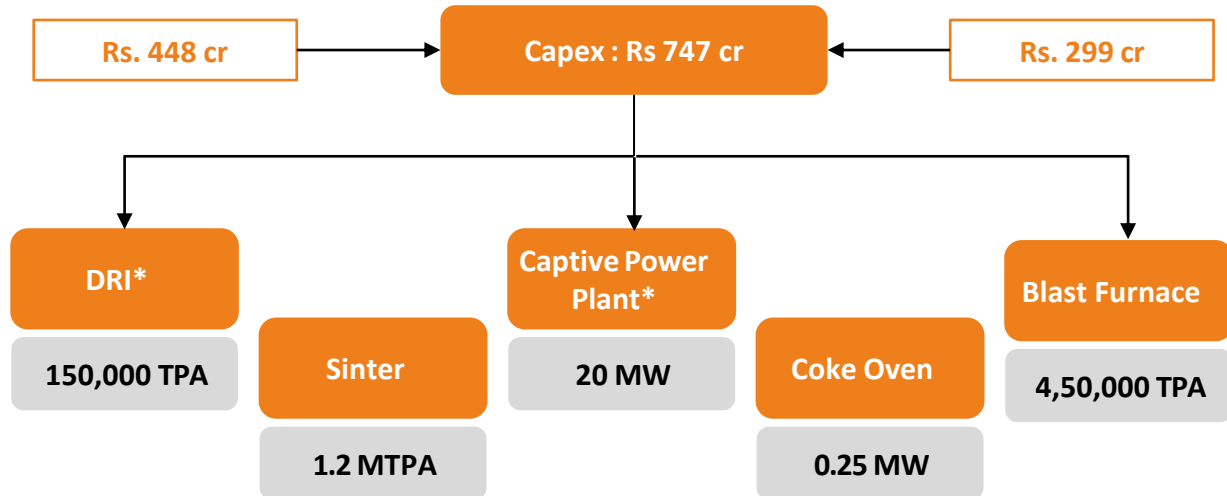 Rs. 448 cr
Capex : Rs 747 cr
Rs. 299 cr
DRI*
150,000 TPA
Sinter
1.2 MTPA
Captive Power
Plant*
20 MW
Coke Oven
0.25 MW
Blast Furnace
4,50,000 TPA